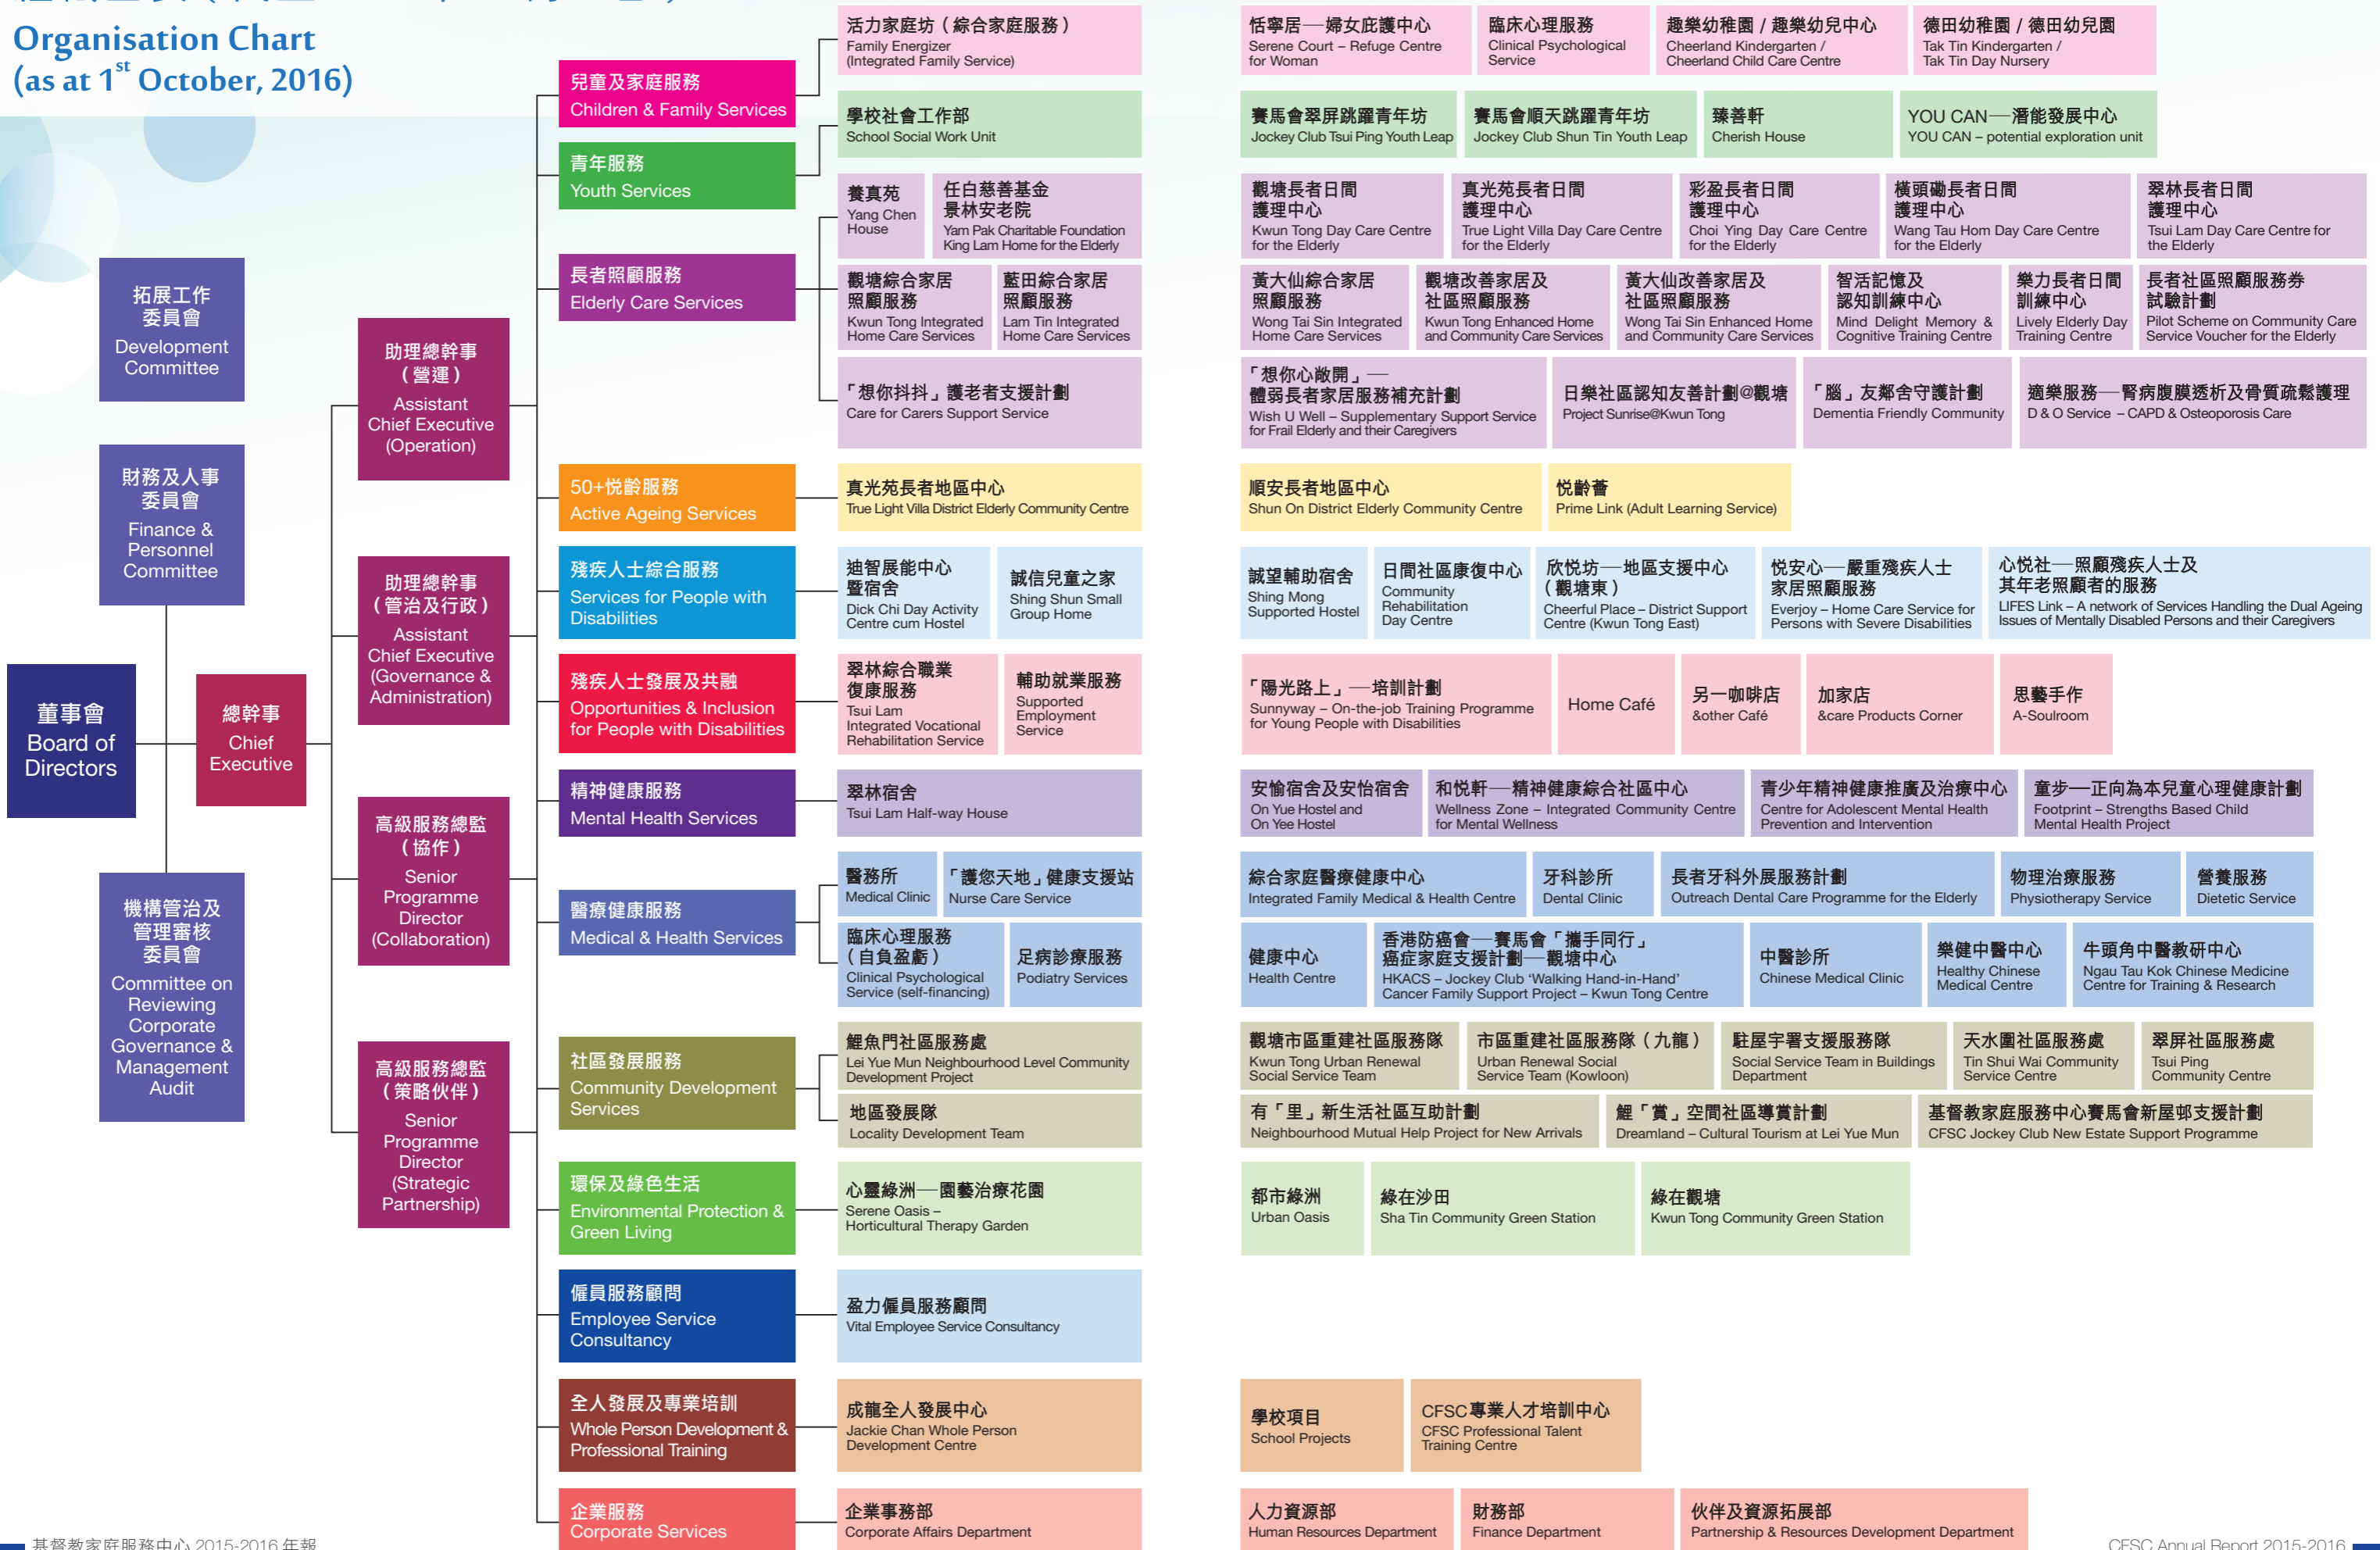 Organisation Chart
(as at 1st October, 2016)
拓展工作
委員會
Development
Committee
財務及人事
委員會
Finance &
Personnel
Committee
董事會
Board of
Directors
總幹事
Chief
Executive
機構管治及
管理審核
委員會
Committee on
Reviewing
Corporate
Governance &
Management
Audit
助理總幹事
（營運）
Assistant
Chief Executive
(Operation)
助理總幹事
（管治及行政）
Assistant
Chief Executive
(Governance &
Administration)
高級服務總監
（協作）
Senior
Programme
Director
(Collaboration)
高級服務總監
（策略伙伴）
Senior
Programme
Director
(Strategic
Partnership)
兒童及家庭服務
Children & Family Services
活力家庭坊（綜合家庭服務）
Family Energizer
(Integrated Family Service)
恬寧居──婦女庇護中心
Serene Court – Refuge Centre
for Woman
臨床心理服務
Clinical Psychological
Service
趣樂幼稚園 / 趣樂幼兒中心
Cheerland Kindergarten /
Cheerland Child Care Centre
德田幼稚園 / 德田幼兒園
Tak Tin Kindergarten /
Tak Tin Day Nursery
青年服務
Youth Services
學校社會工作部
School Social Work Unit
賽馬會翠屏跳躍青年坊
Jockey Club Tsui Ping Youth Leap
賽馬會順天跳躍青年坊
Jockey Club Shun Tin Youth Leap
臻善軒
Cherish House
YOU CAN──潛能發展中心
YOU CAN – potential exploration unit
長者照顧服務
Elderly Care Services
養真苑
Yang Chen
House
任白慈善基金
景林安老院
Yam Pak Charitable Foundation
King Lam Home for the Elderly
觀塘長者日間
護理中心
Kwun Tong Day Care Centre
for the Elderly
真光苑長者日間
護理中心
True Light Villa Day Care Centre
for the Elderly
彩盈長者日間
護理中心
Choi Ying Day Care Centre
for the Elderly
橫頭磡長者日間
護理中心
Wang Tau Hom Day Care Centre
for the Elderly
翠林長者日間
護理中心
Tsui Lam Day Care Centre for
the Elderly
觀塘綜合家居
照顧服務
Kwun Tong Integrated
Home Care Services
藍田綜合家居
照顧服務
Lam Tin Integrated
Home Care Services
黃大仙綜合家居
照顧服務
Wong Tai Sin Integrated
Home Care Services
觀塘改善家居及
社區照顧服務
Kwun Tong Enhanced Home
and Community Care Services
黃大仙改善家居及
社區照顧服務
Wong Tai Sin Enhanced Home
and Community Care Services
智活記憶及
認知訓練中心
Mind Delight Memory &
Cognitive Training Centre
樂力長者日間
訓練中心
Lively Elderly Day
Training Centre
長者社區照顧服務券
試驗計劃
Pilot Scheme on Community Care
Service Voucher for the Elderly
「想你抖抖」護老者支援計劃
Care for Carers Support Service
「想你心敞開」──
體弱長者家居服務補充計劃
Wish U Well – Supplementary Support Service
for Frail Elderly and their Caregivers
日樂社區認知友善計劃@觀塘
Project Sunrise@Kwun Tong
「腦」友鄰舍守護計劃
Dementia Friendly Community
適樂服務──腎病腹膜透析及骨質疏鬆護理
D & O Service – CAPD & Osteoporosis Care
50+悅齡服務
Active Ageing Services
真光苑長者地區中心
True Light Villa District Elderly Community Centre
順安長者地區中心
Shun On District Elderly Community Centre
悅齡薈
Prime Link (Adult Learning Service)
殘疾人士綜合服務
Services for People with
Disabilities
迪智展能中心
暨宿舍
Dick Chi Day Activity
Centre cum Hostel
誠信兒童之家
Shing Shun Small
Group Home
誠望輔助宿舍
Shing Mong
Supported Hostel
日間社區康復中心
Community
Rehabilitation
Day Centre
欣悅坊──地區支援中心
（觀塘東）
Cheerful Place – District Support
Centre (Kwun Tong East)
悅安心──嚴重殘疾人士
家居照顧服務
Everjoy – Home Care Service for
Persons with Severe Disabilities
心悅社──照顧殘疾人士及
其年老照顧者的服務
LIFES Link – A network of Services Handling the Dual Ageing
Issues of Mentally Disabled Persons and their Caregivers
殘疾人士發展及共融
Opportunities & Inclusion
for People with Disabilities
翠林綜合職業
復康服務
Tsui Lam
Integrated Vocational
Rehabilitation Service
輔助就業服務
Supported
Employment
Service
「陽光路上」──培訓計劃
Sunnyway – On-the-job Training Programme
for Young People with Disabilities
Home Café
另一咖啡店
&other Café
加家店
&care Products Corner
思藝手作
A-Soulroom
精神健康服務
Mental Health Services
翠林宿舍
Tsui Lam Half-way House
安愉宿舍及安怡宿舍
On Yue Hostel and
On Yee Hostel
和悅軒──精神健康綜合社區中心
Wellness Zone – Integrated Community Centre
for Mental Wellness
青少年精神健康推廣及治療中心
Centre for Adolescent Mental Health
Prevention and Intervention
童步──正向為本兒童心理健康計劃
Footprint – Strengths Based Child
Mental Health Project
醫療健康服務
Medical & Health Services
醫務所
Medical Clinic
「護您天地」健康支援站
Nurse Care Service
綜合家庭醫療健康中心
Integrated Family Medical & Health Centre
牙科診所
Dental Clinic
長者牙科外展服務計劃
Outreach Dental Care Programme for the Elderly
物理治療服務
Physiotherapy Service
營養服務
Dietetic Service
臨床心理服務
（自負盈虧）
Clinical Psychological
Service (self-financing)
足病診療服務
Podiatry Services
健康中心
Health Centre
香港防癌會──賽馬會「攜手同行」
癌症家庭支援計劃──觀塘中心
HKACS – Jockey Club ‘Walking Hand-in-Hand’
Cancer Family Support Project – Kwun Tong Centre
中醫診所
Chinese Medical Clinic
樂健中醫中心
Healthy Chinese
Medical Centre
牛頭角中醫教研中心
Ngau Tau Kok Chinese Medicine
Centre for Training & Research
社區發展服務
Community Development
Services
鯉魚門社區服務處
Lei Yue Mun Neighbourhood Level Community
Development Project
觀塘市區重建社區服務隊
Kwun Tong Urban Renewal
Social Service Team
市區重建社區服務隊（九龍）
Urban Renewal Social
Service Team (Kowloon)
駐屋宇署支援服務隊
Social Service Team in Buildings
Department
天水圍社區服務處
Tin Shui Wai Community
Service Centre
翠屏社區服務處
Tsui Ping
Community Centre
地區發展隊
Locality Development Team
有「里」新生活社區互助計劃
Neighbourhood Mutual Help Project for New Arrivals
鯉「賞」空間社區導賞計劃
Dreamland – Cultural Tourism at Lei Yue Mun
基督教家庭服務中心賽馬會新屋邨支援計劃
CFSC Jockey Club New Estate Support Programme
環保及綠色生活
Environmental Protection &
Green Living
心靈綠洲──園藝治療花園
Serene Oasis –
Horticultural Therapy Garden
都市綠洲
Urban Oasis
綠在沙田
Sha Tin Community Green Station
綠在觀塘
Kwun Tong Community Green Station
僱員服務顧問
Employee Service
Consultancy
盈力僱員服務顧問
Vital Employee Service Consultancy
全人發展及專業培訓
Whole Person Development &
Professional Training
成龍全人發展中心
Jackie Chan Whole Person
Development Centre
學校項目
School Projects
CFSC專業人才培訓中心
CFSC Professional Talent
Training Centre
企業服務
Corporate Services
企業事務部
Corporate Affairs Department
人力資源部
Human Resources Department
財務部
Finance Department
伙伴及資源拓展部
Partnership & Resources Development Department
基督教家庭服務中心 2015-2016 年報
CFSC Annual Report 2015-2016